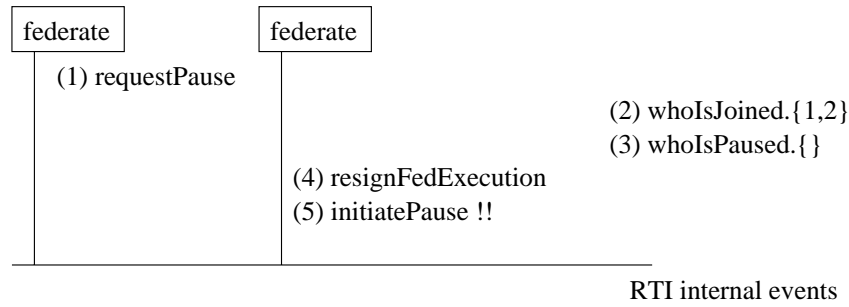 federate
federate
(1) requestPause
(2) whoIsJoined.{1,2}
(3) whoIsPaused.{}
(4) resignFedExecution
(5) initiatePause !!
RTI internal events